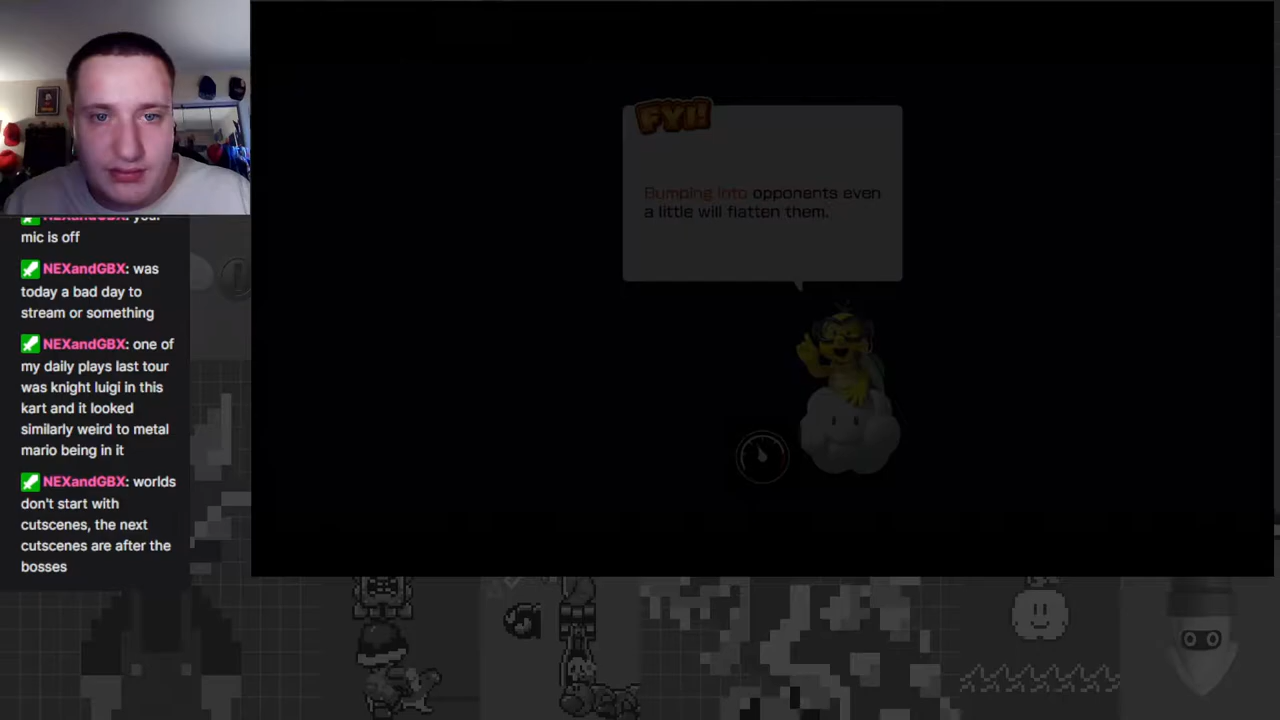 NEXandGBX: your
mic is off
NEXandGBX: was
today a bad day to
stream or something
NEXandGBX: one of
my daily plays last tour
was knight luigi in this
kart and it looked
similarly weird to metal
mario being in it
NEXandGBX: worlds
don't start with
cutscenes, the next
cutscenes are after the
bosses
FYI!
Bumping into opponents even
a little will flatten them.